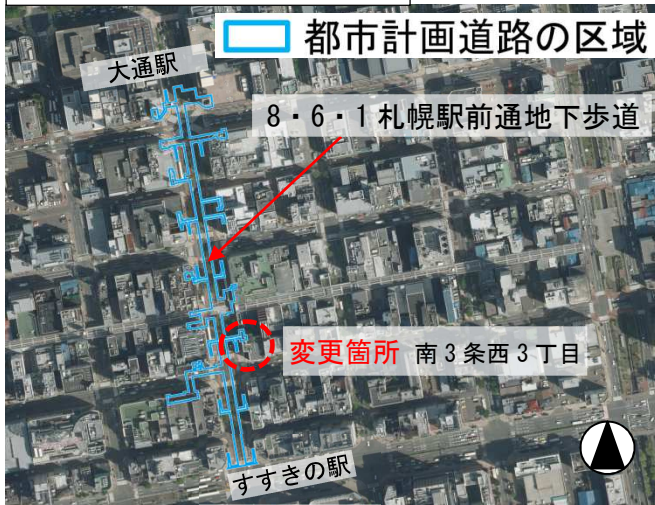 都市計画道路の区域
大通駅
8・6・1 札幌駅前通地下歩道
変更箇所 南3条西3丁目
すすきの駅